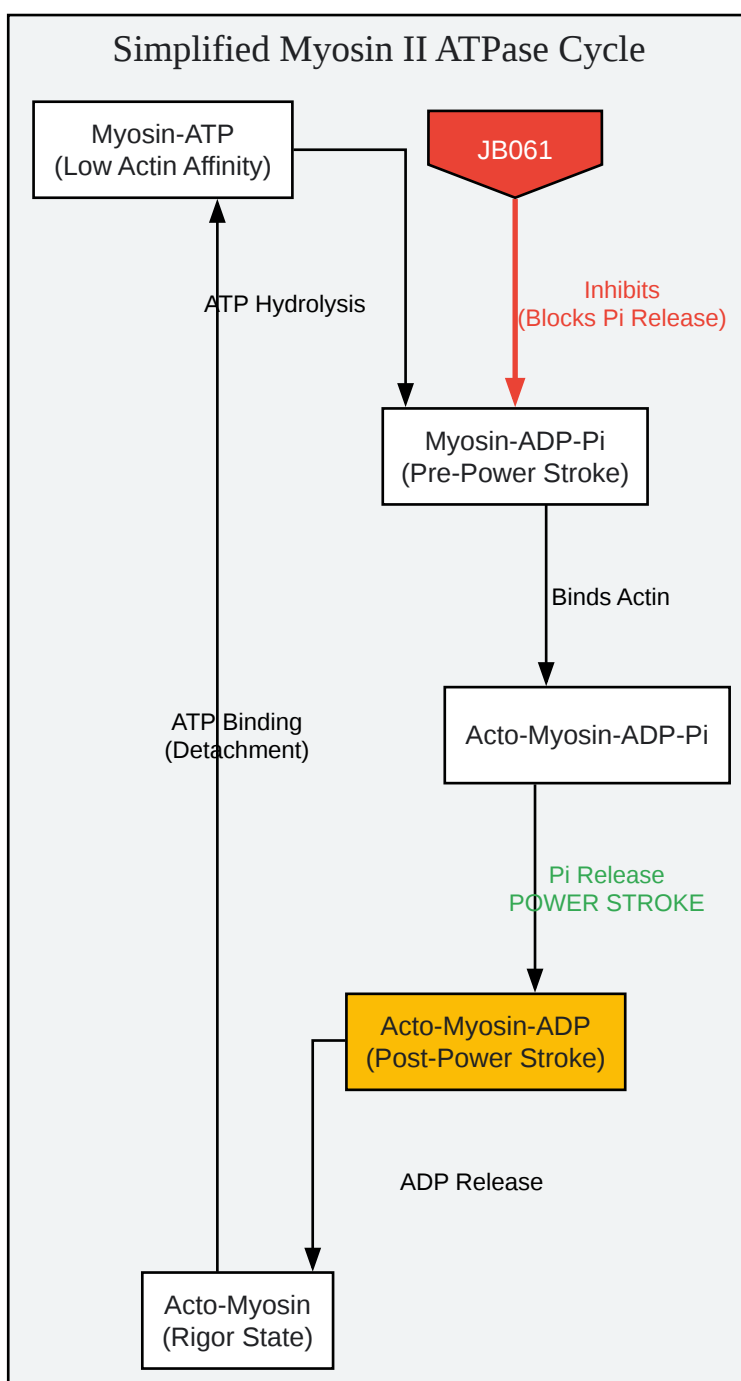 Simplified Myosin II ATPase Cycle
Myosin-ATP
(Low Actin Affinity)
JB061
ATP Hydrolysis
Inhibits
(Blocks Pi Release)
Myosin-ADP-Pi
(Pre-Power Stroke)
Binds Actin
ATP Binding
(Detachment)
Acto-Myosin-ADP-Pi
Pi Release
POWER STROKE
Acto-Myosin-ADP
(Post-Power Stroke)
ADP Release
Acto-Myosin
(Rigor State)